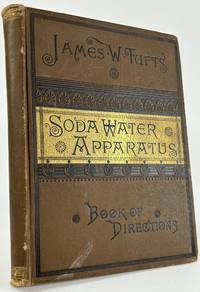 JAMES·W·TUFTS
SODA WATER
APPARATUS
BOOK OF
DIRECTIONS